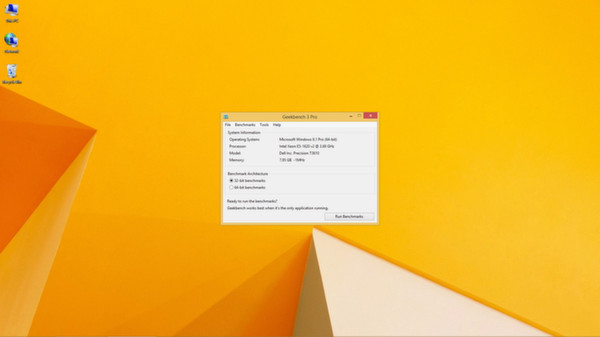 This PC
Network
Recycle Bin
Geekbench 3 Pro
File Benchmarks Tools Help
System Information
Operating System: Microsoft Windows 8.1 Pro (64-bit)
Processor: Intel Xeon E5-1620 v2 @ 3.69 GHz
Model: Dell Inc. Precision T3610
Memory: 7.95 GB -1MHz
Benchmark Architecture
32-bit benchmarks
64-bit benchmarks
Ready to run the benchmarks?
Geekbench works best when it's the only application running.
Run Benchmarks